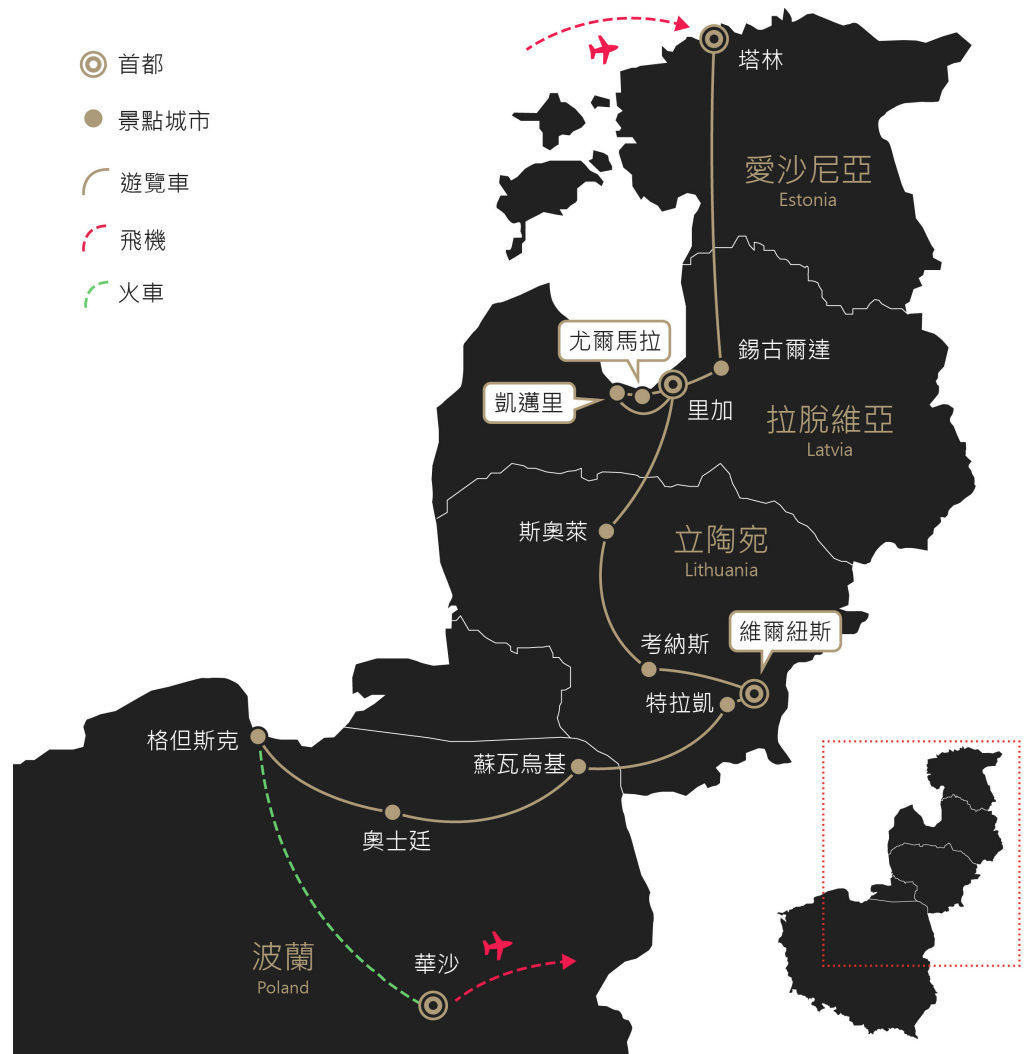 首都
景點城市
遊覽車
飛機
火車
塔林
愛沙尼亞
Estonia
尤爾馬拉
錫古爾達
凱邁里
里加
拉脫維亞
Latvia
斯奧萊
立陶宛
Lithuania
維爾紐斯
考納斯
特拉凱
格但斯克
蘇瓦烏基
奧士廷
波蘭
Poland
華沙